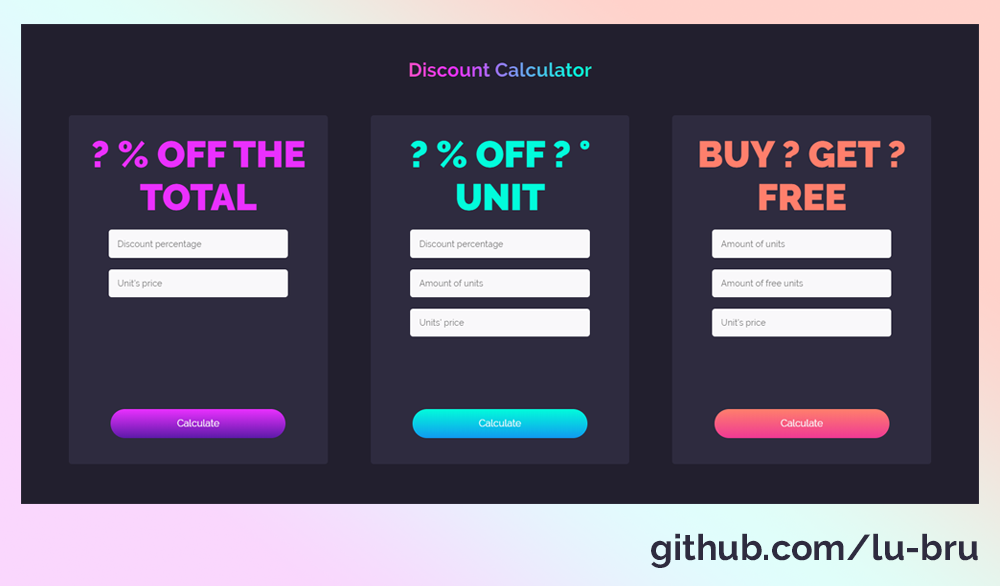 Discount Calculator
? % OFF THE
TOTAL
Discount percentage
Unit's price
Calculate
? % OFF ? °
UNIT
Discount percentage
Amount of units
Units' price
Calculate
BUY ? GET ?
FREE
Amount of units
Amount of free units
Unit's price
Calculate
github.com/lu-bru